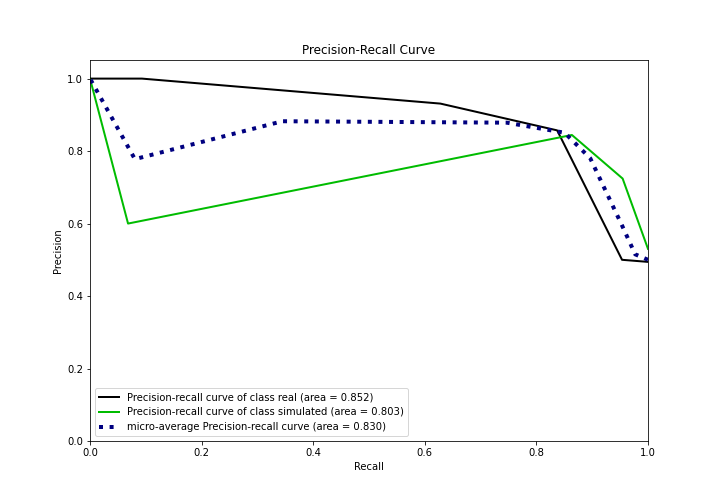 Precision-Recall Curve
1.0
0.8
0.6
0.4
0.2
0.0
Precision
Precision-recall curve of class real (area = 0.852)
Precision-recall curve of class simulated (area = 0.803)
micro-average Precision-recall curve (area = 0.830)
0.0 0.2 0.4 0.6 0.8 1.0
Recall